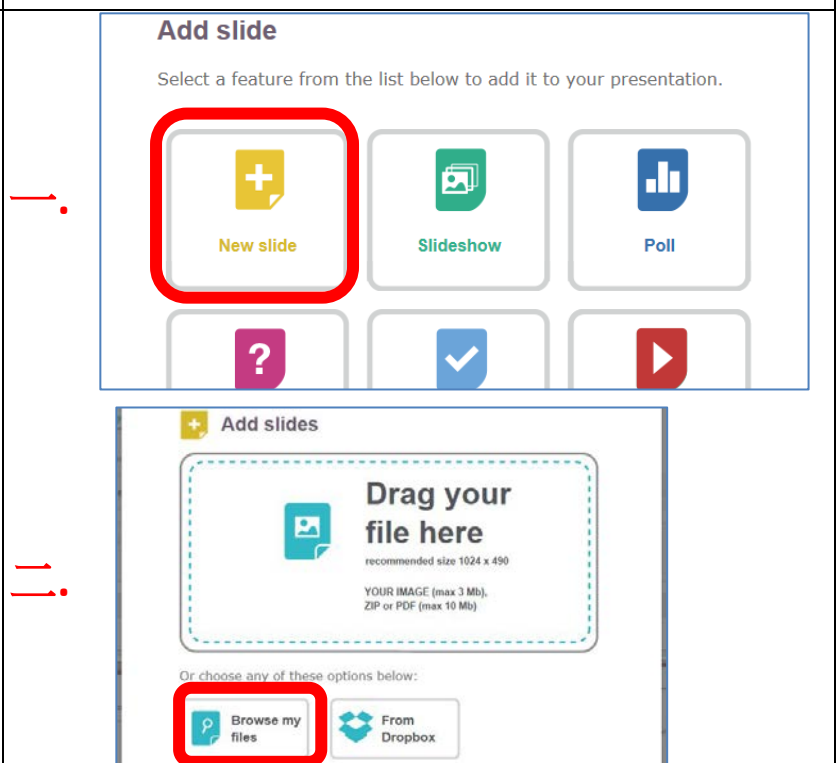 Add slide
Select a feature from the list below to add it to your presentation.
一.
New slide
Slideshow
Poll
?
Add slides
Drag your
file here
recommended size 1024 x 490
YOUR IMAGE (max 3 Mb),
ZIP or PDF (max 10 Mb)
二.
Or choose any of these options below:
Browse my
files
From
Dropbox